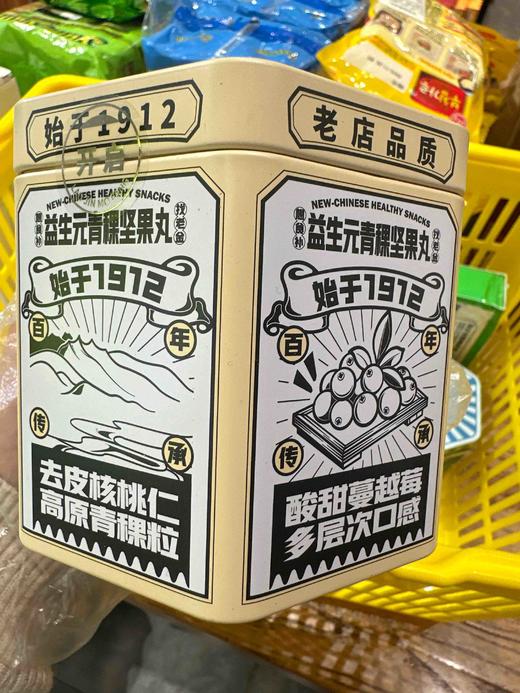 始于1912
开启
老店品质
NEW-CHINESE HEALTHY SNACKS
益生元青稞坚果丸
始于1912
百年
传承
去皮核桃仁
高原青稞粒
NEW-CHINESE HEALTHY SNACKS
益生元青稞坚果丸
始于1912
百年
传承
酸甜蔓越莓
多层次口感